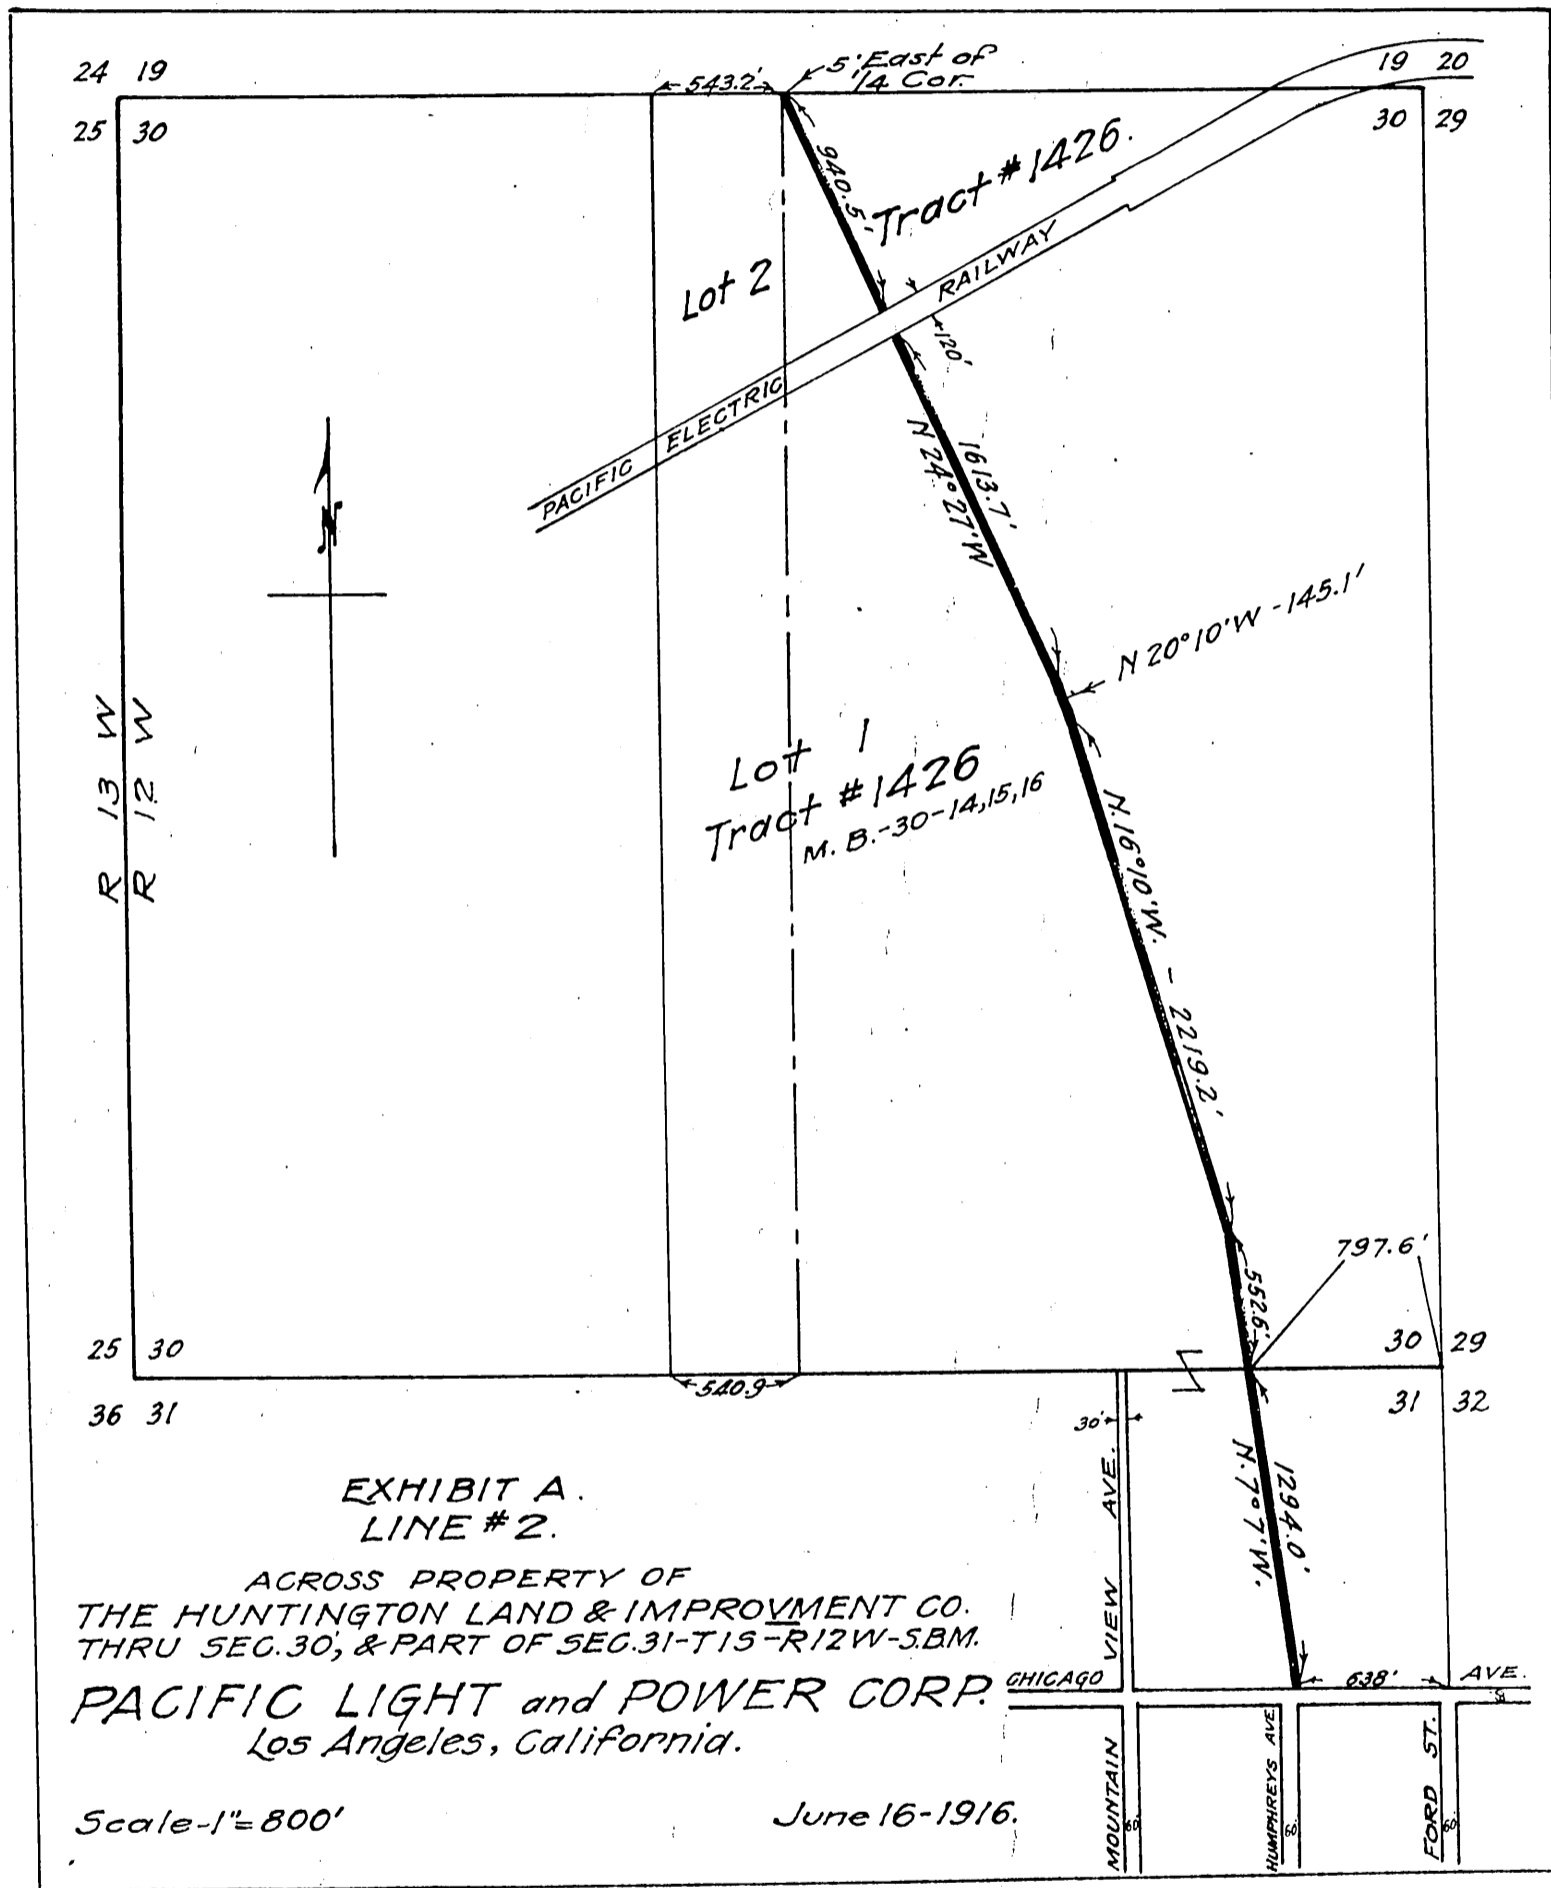 24 19
543.2'
5' East of
1/4 Cor.
19 20
25 30
30 29
940.5'
Tract #1426.
Lot 2
RAILWAY
120'
ELECTRIC
PACIFIC
1613.7'
N 24° 27' W
N
N 20° 10' W - 145.1'
R 13 W
R 12 W
Lot 1
Tract #1426
M. B. - 30 - 14, 15, 16
N. 16° 10' W. - 2219.2'
797.6'
552.6'
25 30
30 29
540.9
36 31
31 32
30'
EXHIBIT A.
LINE #2.
1294.0'
N. 7° 7' W.
ACROSS PROPERTY OF
THE HUNTINGTON LAND & IMPROVMENT CO.
THRU SEC. 30', & PART OF SEC. 31-T1S-R12W-S.B.M.
PACIFIC LIGHT and POWER CORP.
Los Angeles, California.
CHICAGO AVE.
638'
MOUNTAIN VIEW AVE.
60'
HUMPHREYS AVE.
60'
FORD ST.
60'
Scale-1"=800'
June 16-1916.